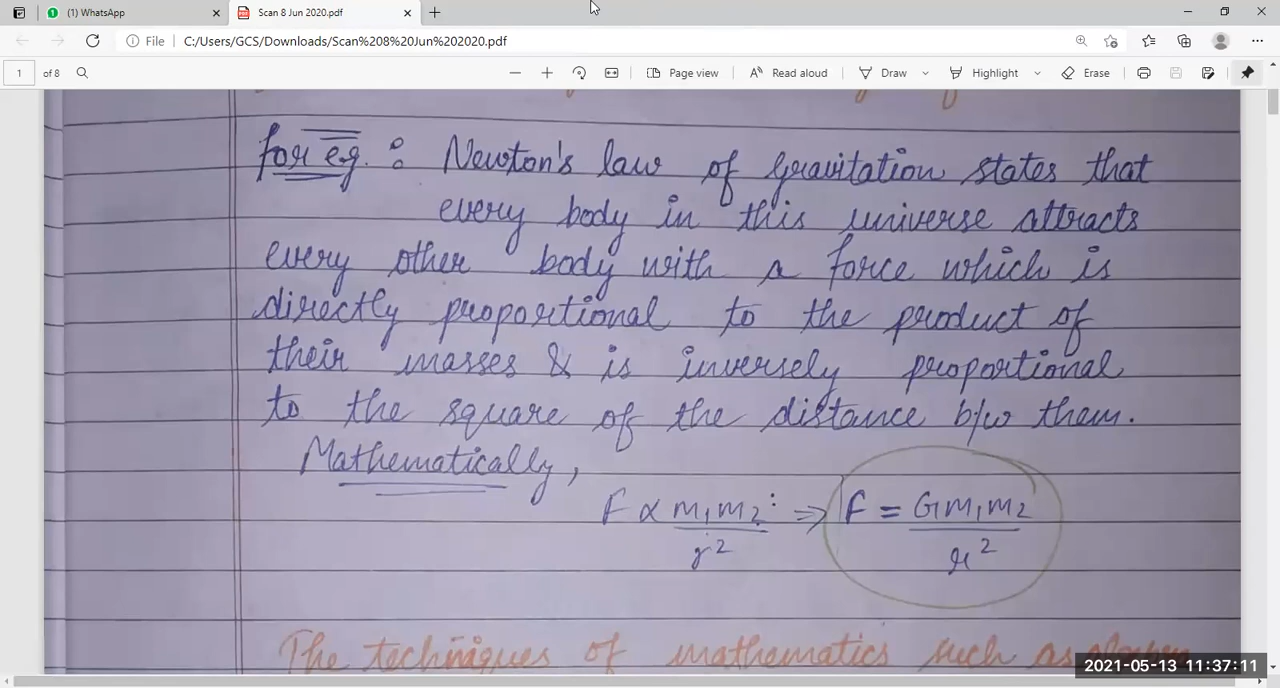 (1) WhatsApp
Scan 8 Jun 2020.pdf
File C:/Users/GCS/Downloads/Scan%208%20Jun%202020.pdf
1 of 8 Page view Read aloud Draw Highlight Erase
for eg. : Newton's law of gravitation states that
every body in this universe attracts
every other body with a force which is
directly proportional to the product of
their masses & is inversely proportional
to the square of the distance b/w them.
Mathematically,
F ∝ m₁m₂ / r² ⇒ F = Gm₁m₂ / r²
The techniques of mathematics such as
2021-05-13 11:37:11